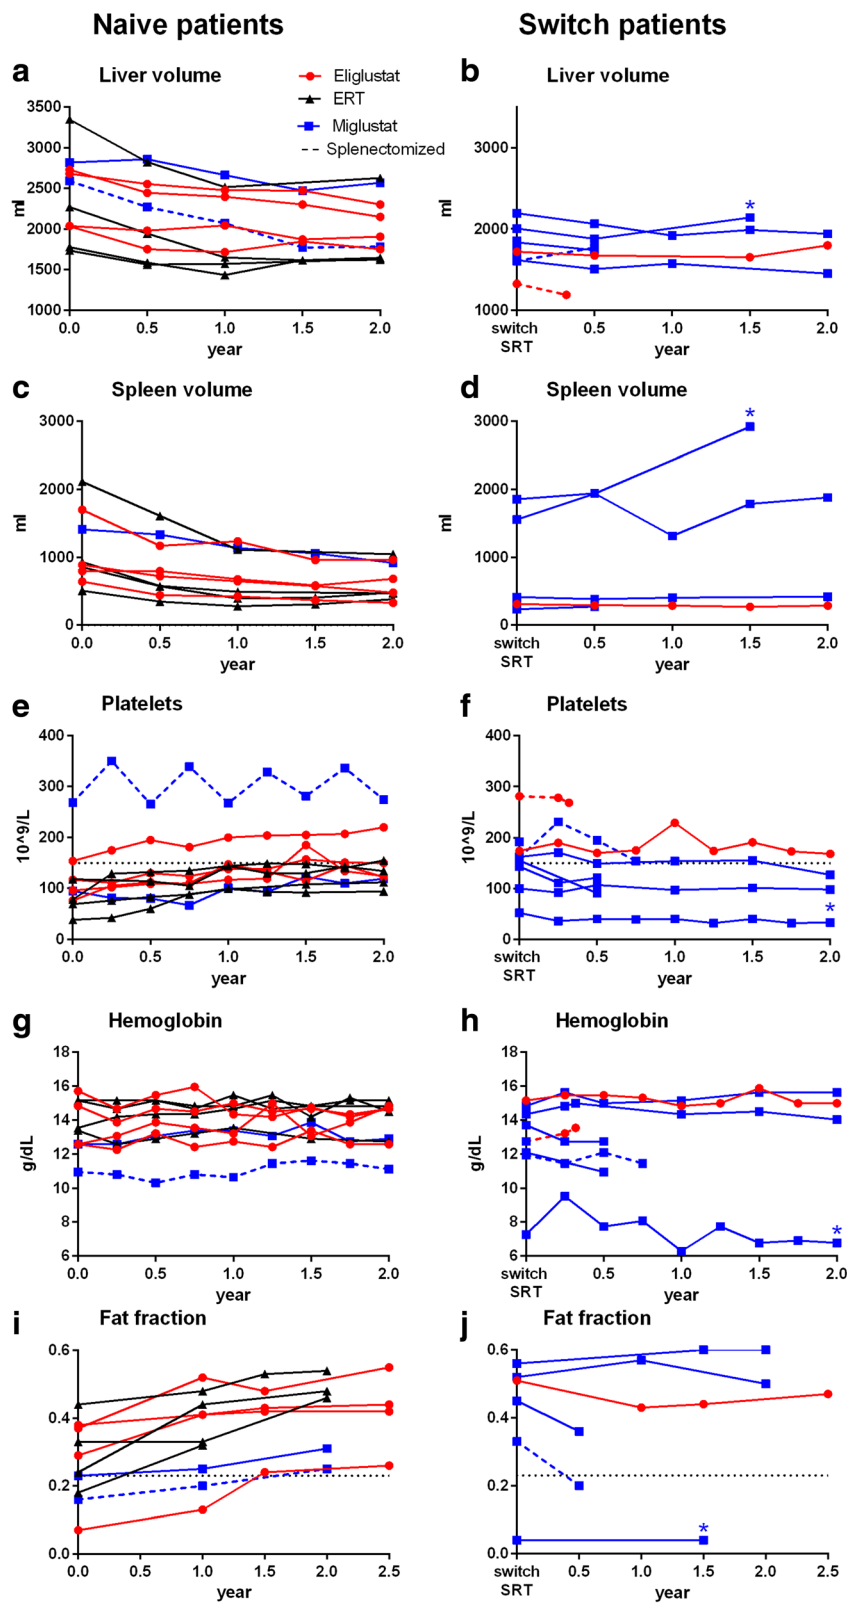 Naive patients
Switch patients
a Liver volume
Eliglustat
ERT
Miglustat
Splenectomized
3500
3000
2500
2000
1500
1000
ml
0.0 0.5 1.0 1.5 2.0
year
b Liver volume
3000
2000
1000
ml
*
switch SRT 0.5 1.0 1.5 2.0
year
c Spleen volume
3000
2000
1000
0
ml
0.0 0.5 1.0 1.5 2.0
year
d Spleen volume
3000
2000
1000
0
ml
*
switch SRT 0.5 1.0 1.5 2.0
year
e Platelets
400
300
200
100
0
10^9/L
0.0 0.5 1.0 1.5 2.0
year
f Platelets
400
300
200
100
0
10^9/L
*
switch SRT 0.5 1.0 1.5 2.0
year
g Hemoglobin
18
16
14
12
10
8
6
g/dL
0.0 0.5 1.0 1.5 2.0
year
h Hemoglobin
18
16
14
12
10
8
6
g/dL
*
switch SRT 0.5 1.0 1.5 2.0
year
i Fat fraction
0.6
0.4
0.2
0.0
0.0 0.5 1.0 1.5 2.0 2.5
year
j Fat fraction
0.6
0.4
0.2
0.0
*
switch SRT 0.5 1.0 1.5 2.0 2.5
year